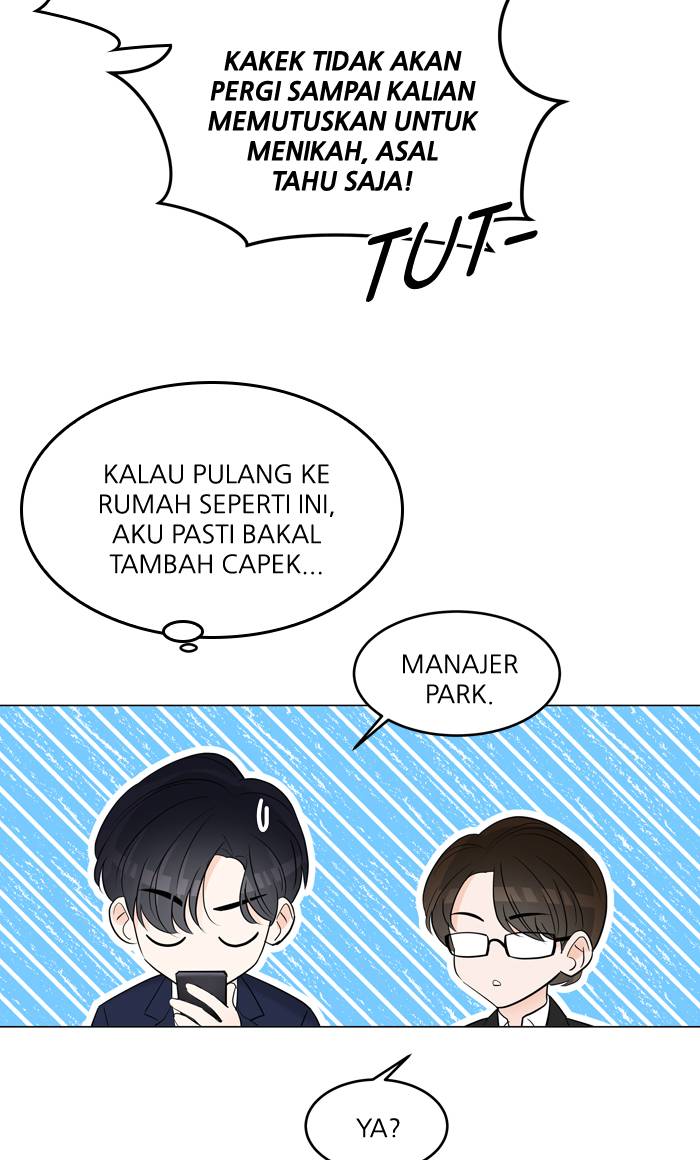 KAKEK TIDAK AKAN
PERGI SAMPAI KALIAN
MEMUTUSKAN UNTUK
MENIKAH, ASAL
TAHU SAJA!
TUT-
KALAU PULANG KE
RUMAH SEPERTI INI,
AKU PASTI BAKAL
TAMBAH CAPEK...
MANAJER
PARK.
YA?